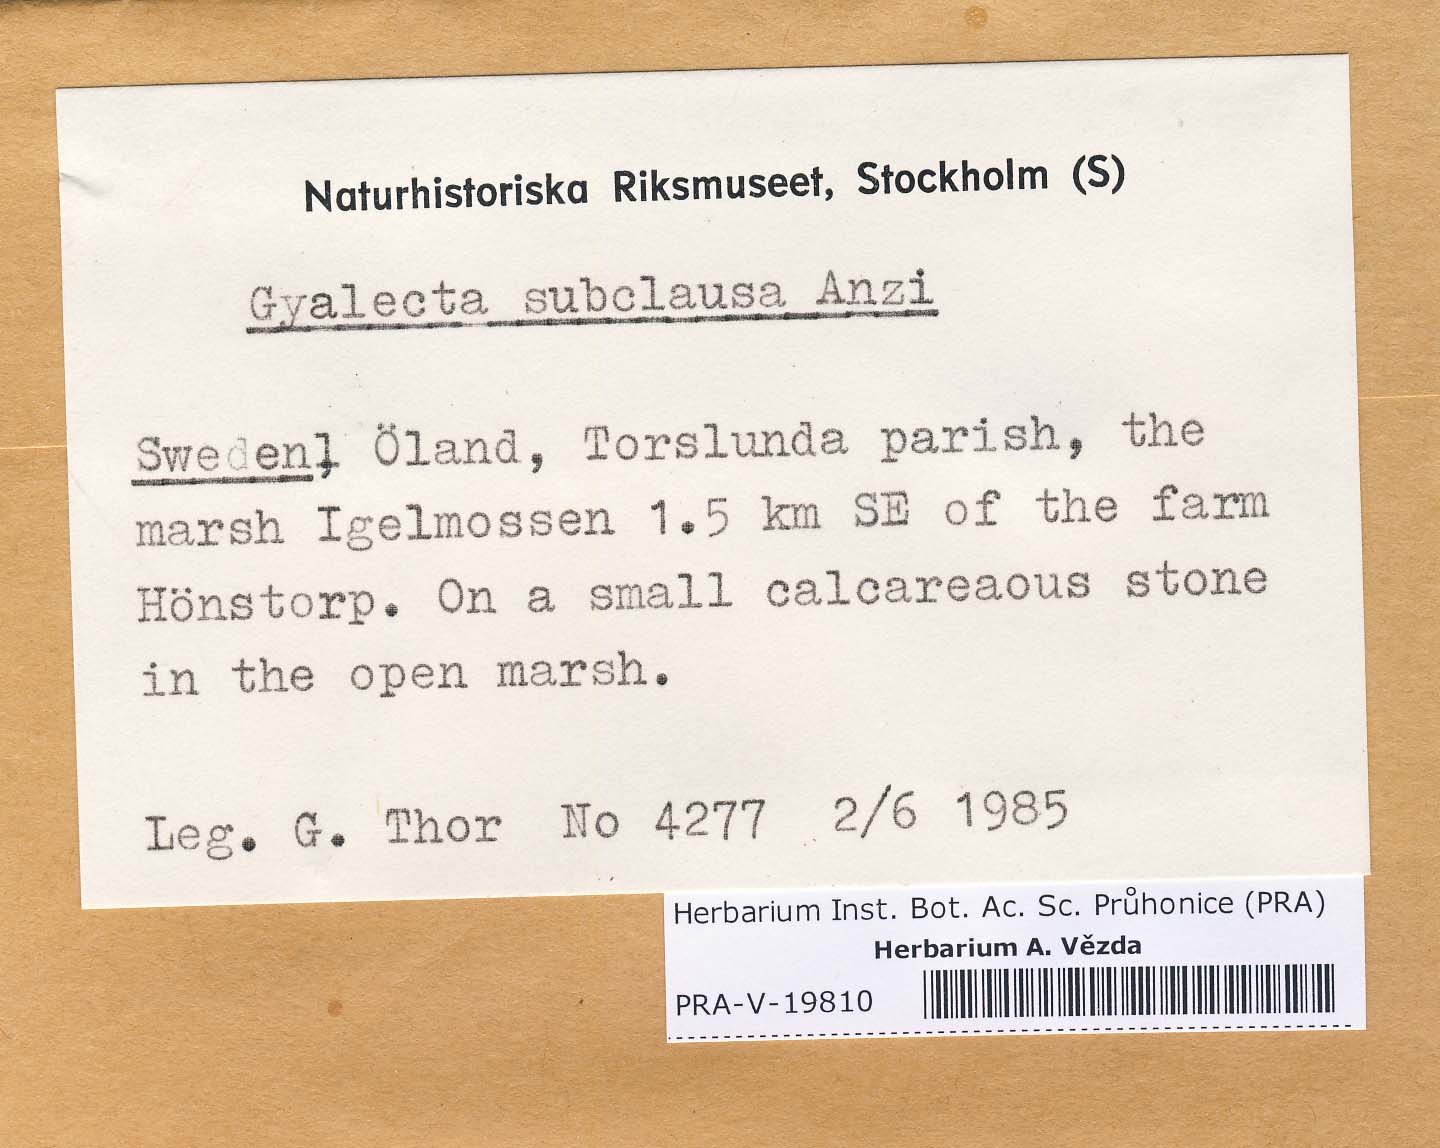 Naturhistoriska Riksmuseet, Stockholm (S)
Gyalecta subclausa Anzi
Sweden, Öland, Torslunda parish, the
marsh Igelmossen 1.5 km SE of the farm
Hönstorp. On a small calcareaous stone
in the open marsh.
Leg. G. Thor No 4277 2/6 1985
Herbarium Inst. Bot. Ac. Sc. Průhonice (PRA)
Herbarium A. Vězda
PRA-V-19810